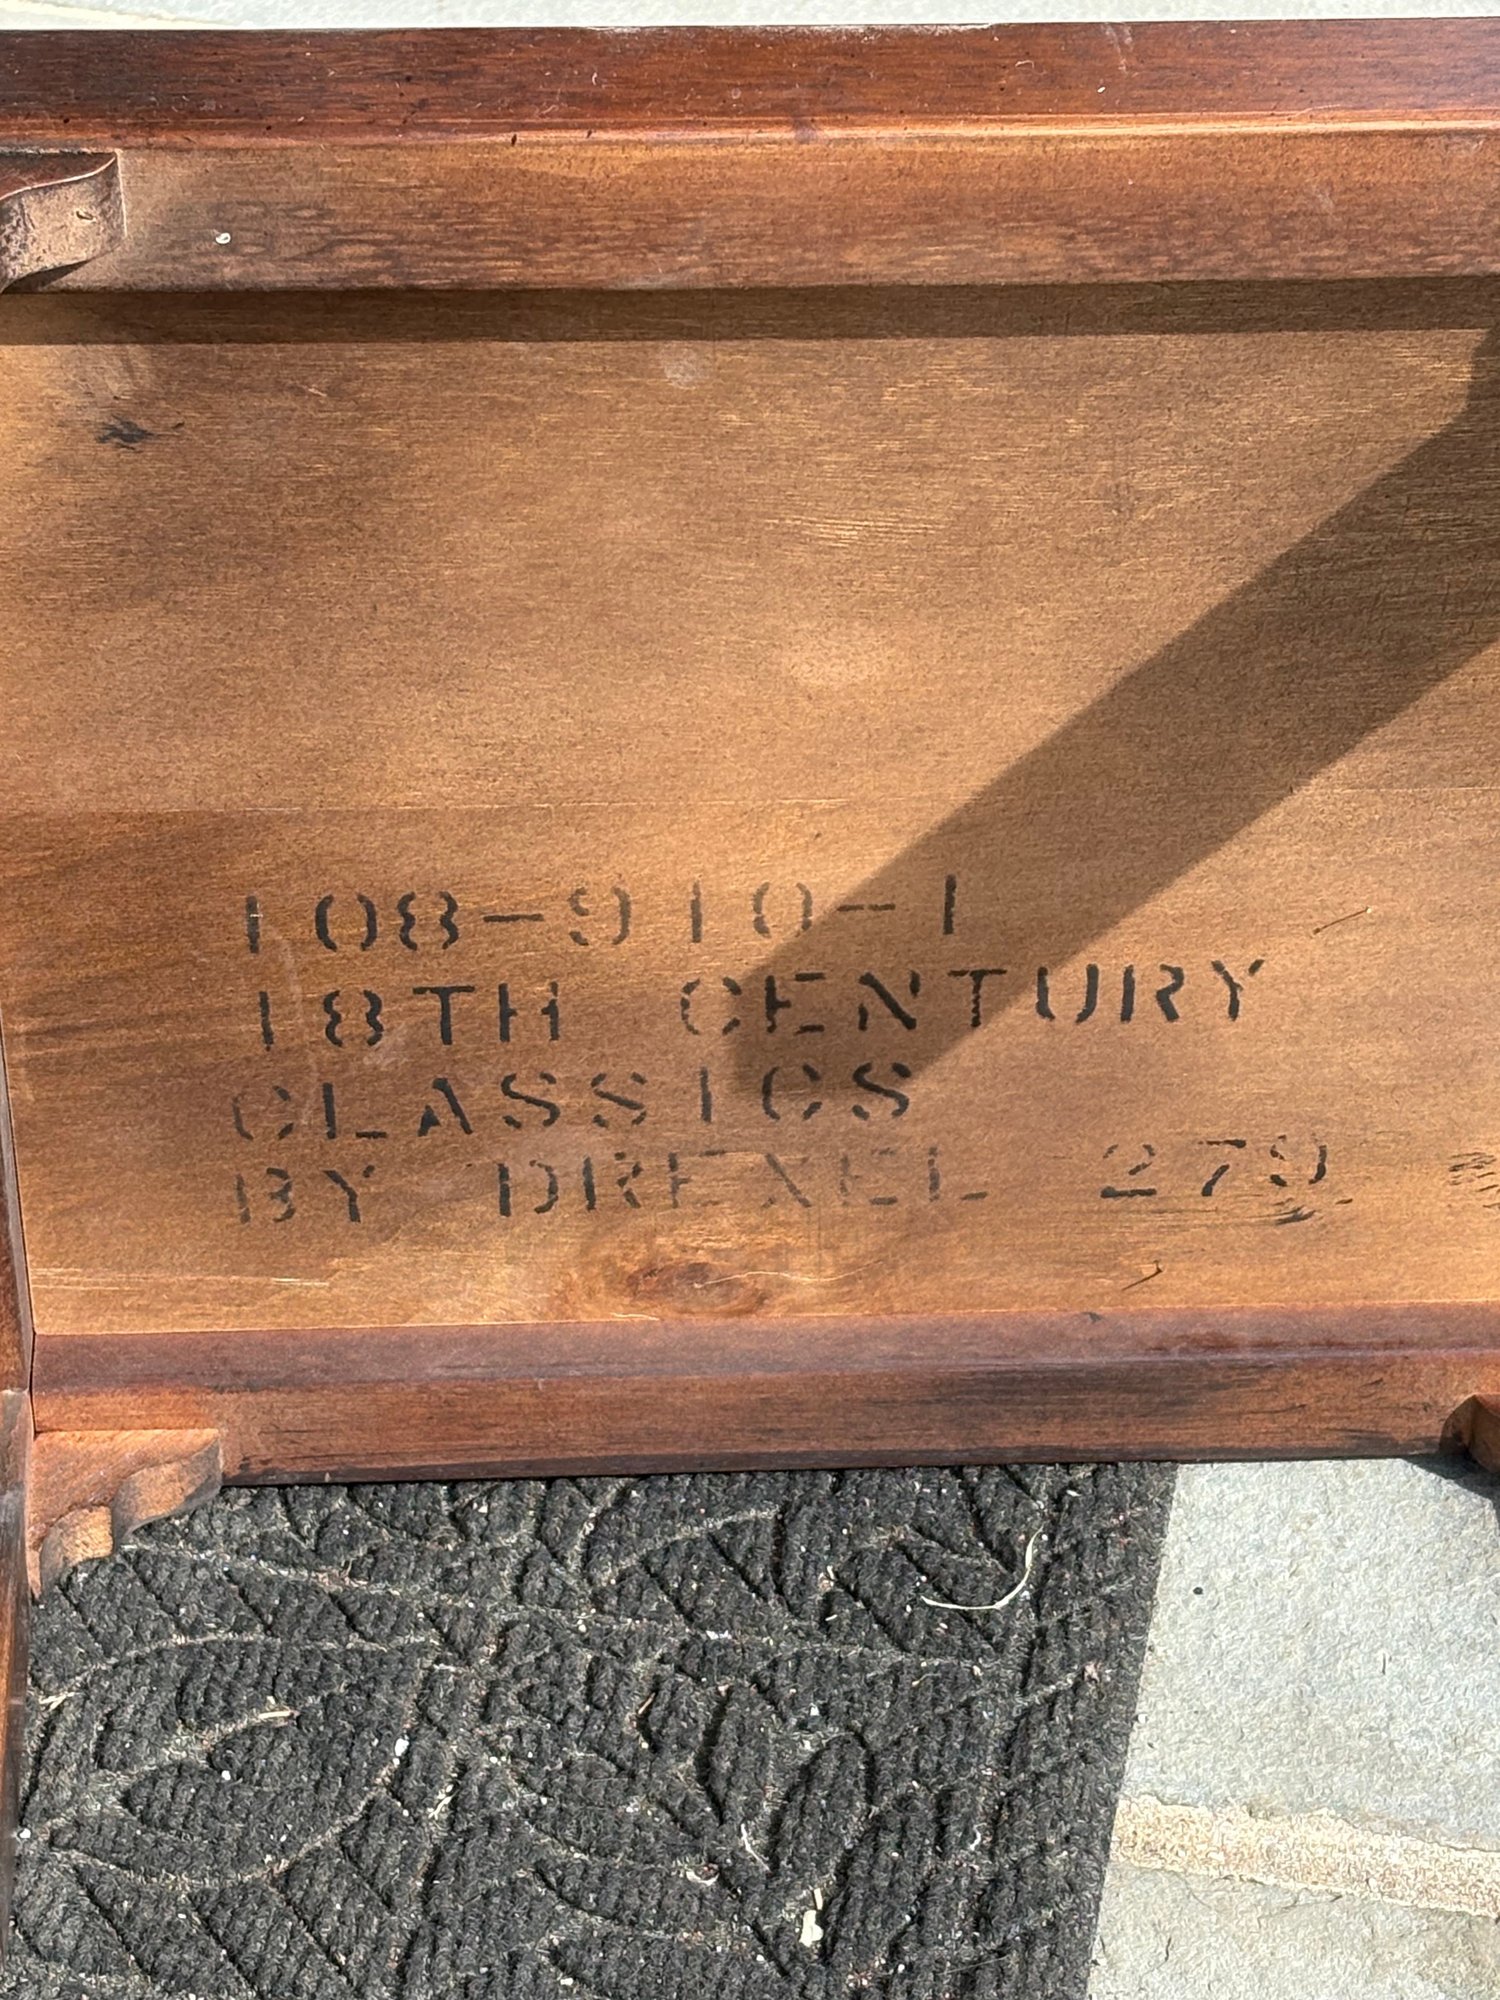 108-910-1
18TH CENTURY
CLASSICS
BY DREXEL 279